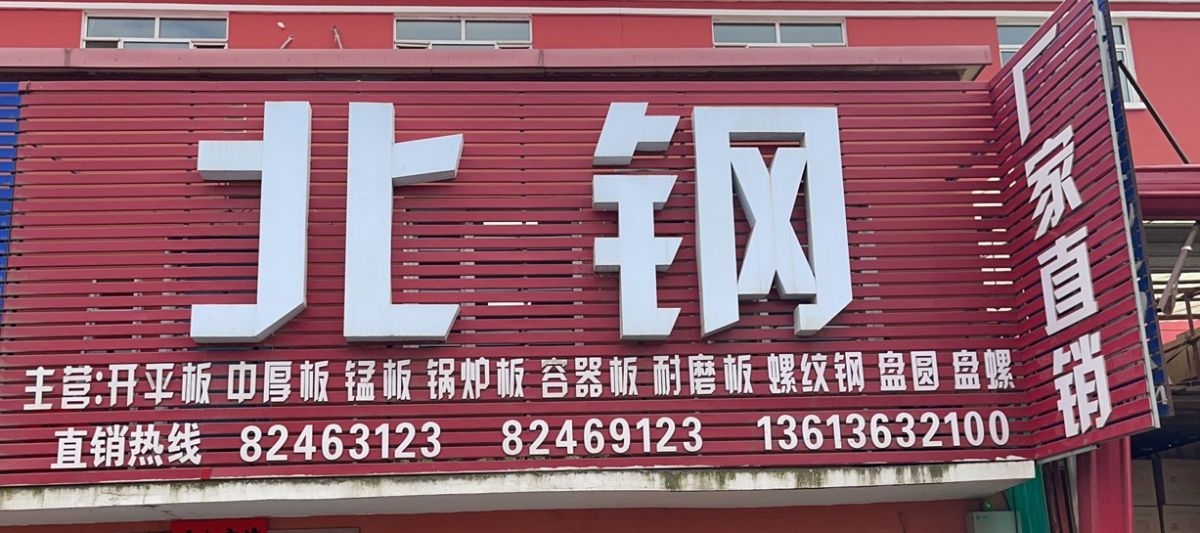 北钢
主营:开平板 中厚板 锰板 锅炉板 容器板 耐磨板 螺纹钢 盘圆 盘螺
直销热线 82463123 82469123 13613632100
厂家直销